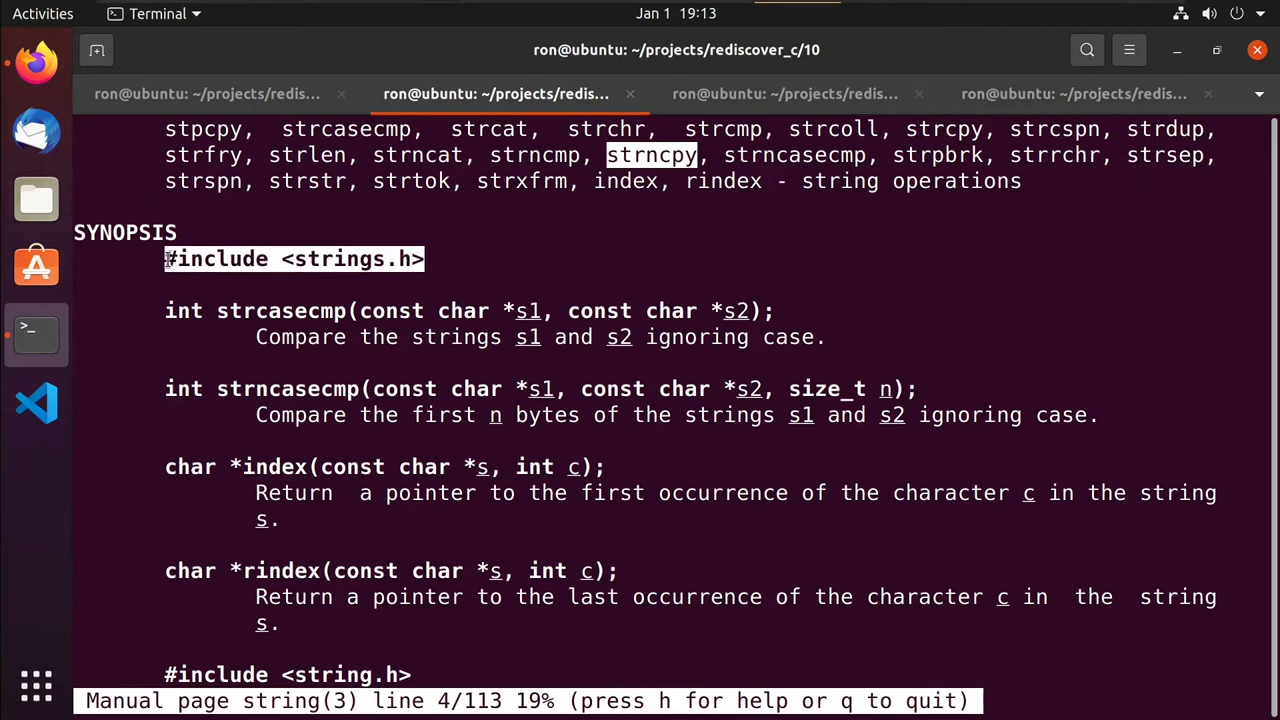 Activities
Terminal
Jan 1 19:13
ron@ubuntu: ~/projects/rediscover_c/10
ron@ubuntu: ~/projects/redis...
ron@ubuntu: ~/projects/redis...
ron@ubuntu: ~/projects/redis...
ron@ubuntu: ~/projects/redis...
stpcpy, strcasecmp, strcat, strchr, strcmp, strcoll, strcpy, strcspn, strdup,
strfry, strlen, strncat, strncmp, strncpy, strncasecmp, strpbrk, strrchr, strsep,
strspn, strstr, strtok, strxfrm, index, rindex - string operations
SYNOPSIS
#include <strings.h>
int strcasecmp(const char *s1, const char *s2);
Compare the strings s1 and s2 ignoring case.
int strncasecmp(const char *s1, const char *s2, size_t n);
Compare the first n bytes of the strings s1 and s2 ignoring case.
char *index(const char *s, int c);
Return a pointer to the first occurrence of the character c in the string
s.
char *rindex(const char *s, int c);
Return a pointer to the last occurrence of the character c in the string
s.
#include <string.h>
Manual page string(3) line 4/113 19% (press h for help or q to quit)